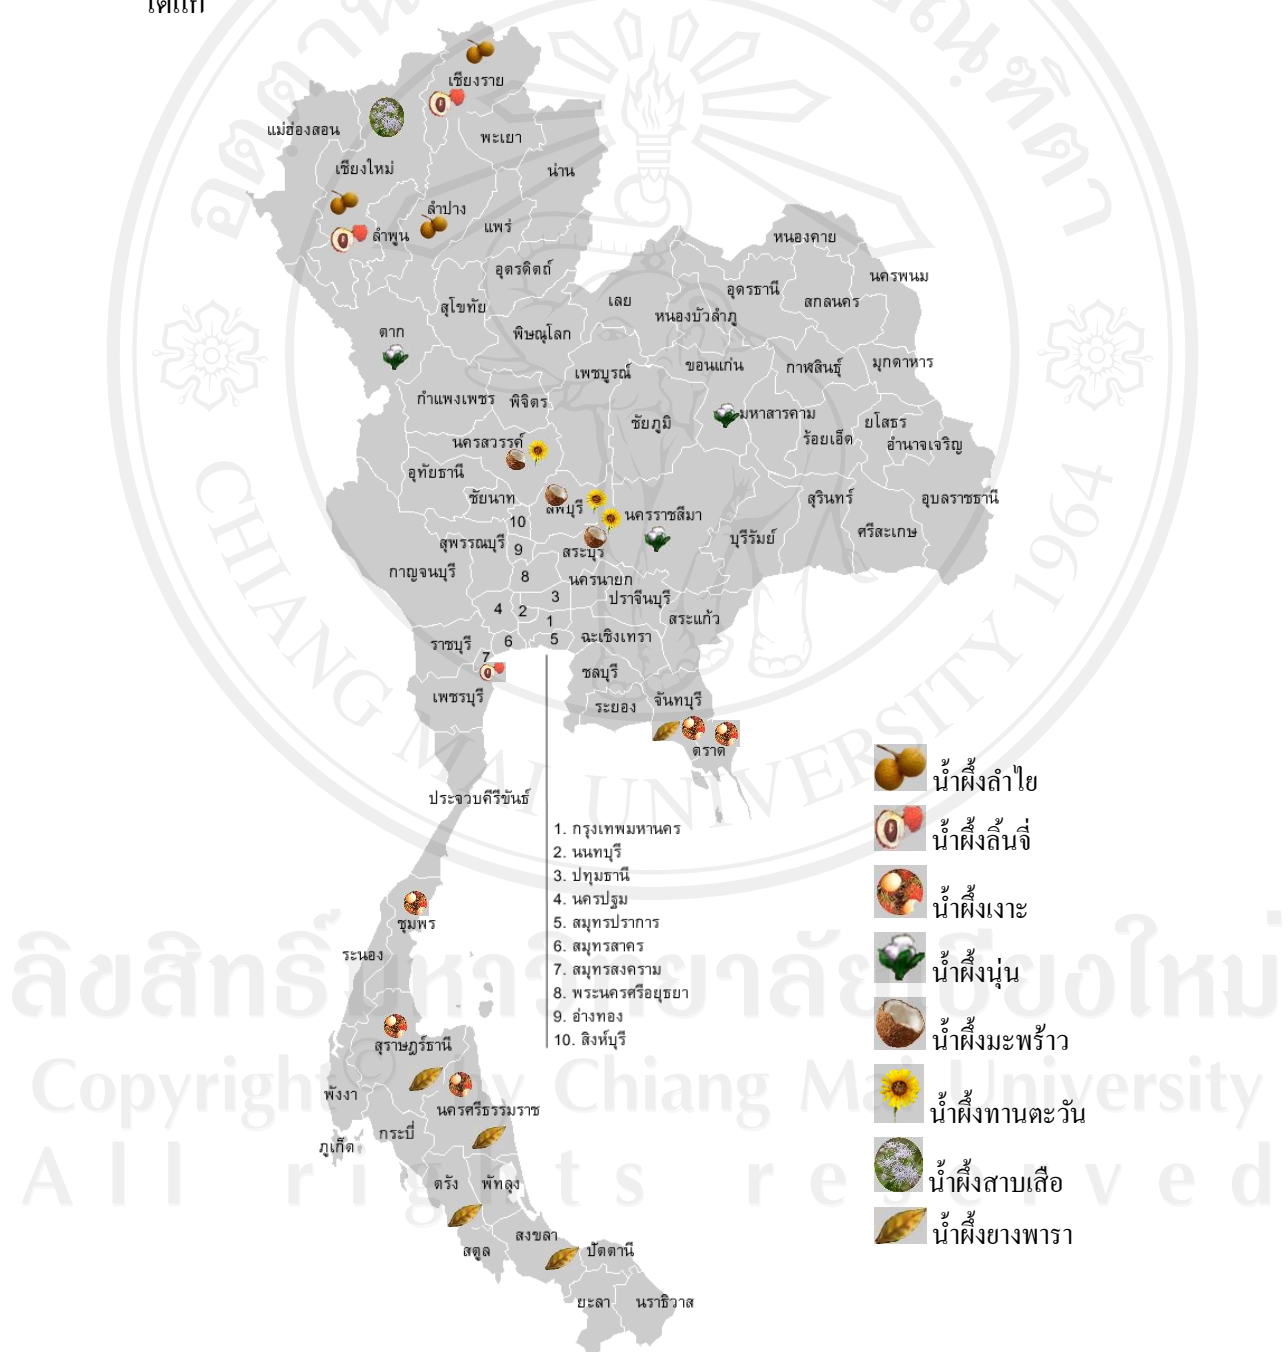 ได้แก่
เชียงราย
แม่ฮ่องสอน
พะเยา
เชียงใหม่
น่าน
ลำปาง
ลำพูน
แพร่
หนองคาย
อุตรดิตถ์
นครพนม
อุดรธานี
เลย
สกลนคร
สุโขทัย
หนองบัวลำภู
ตาก
พิษณุโลก
เพชบูรณ์
ขอนแก่น
กาฬสินธุ์
มุกดาหาร
กำแพงเพชร
พิจิตร
มหาสารคาม
ชัยภูมิ
ยโสธร
ร้อยเอ็ด
อำนาจเจริญ
นครสวรรค์
อุทัยธานี
ชัยนาท
ลพบุรี
นครราชสีมา
สุรินทร์
อุบลราชธานี
10
สุพรรณบุรี
9
สระบุรี
บุรีรัมย์
ศรีสะเกษ
กาญจนบุรี
8
นครนายก
3
ปราจีนบุรี
4
2
1
สระแก้ว
ราชบุรี
6
5
ฉะเชิงเทรา
7
ชลบุรี
เพชรบุรี
ระยอง
จันทบุรี
ตราด
ประจวบคีรีขันธ์
น้ำผึ้งลำไย
น้ำผึ้งลิ้นจี่
น้ำผึ้งเงาะ
น้ำผึ้งนุ่น
น้ำผึ้งมะพร้าว
น้ำผึ้งทานตะวัน
น้ำผึ้งสาบเสือ
น้ำผึ้งยางพารา
1. กรุงเทพมหานคร
2. นนทบุรี
3. ปทุมธานี
4. นครปฐม
5. สมุทรปราการ
6. สมุทรสาคร
7. สมุทรสงคราม
8. พระนครศรีอยุธยา
9. อ่างทอง
10. สิงห์บุรี
ชุมพร
ระนอง
สุราษฎร์ธานี
พังงา
นครศรีธรรมราช
กระบี่
ภูเก็ต
ตรัง
พัทลุง
สงขลา
สตูล
ปัตตานี
ยะลา
นราธิวาส
CHIANG MAI UNIVERSITY 1964
Copyright © by Chiang Mai University
All rights reserved